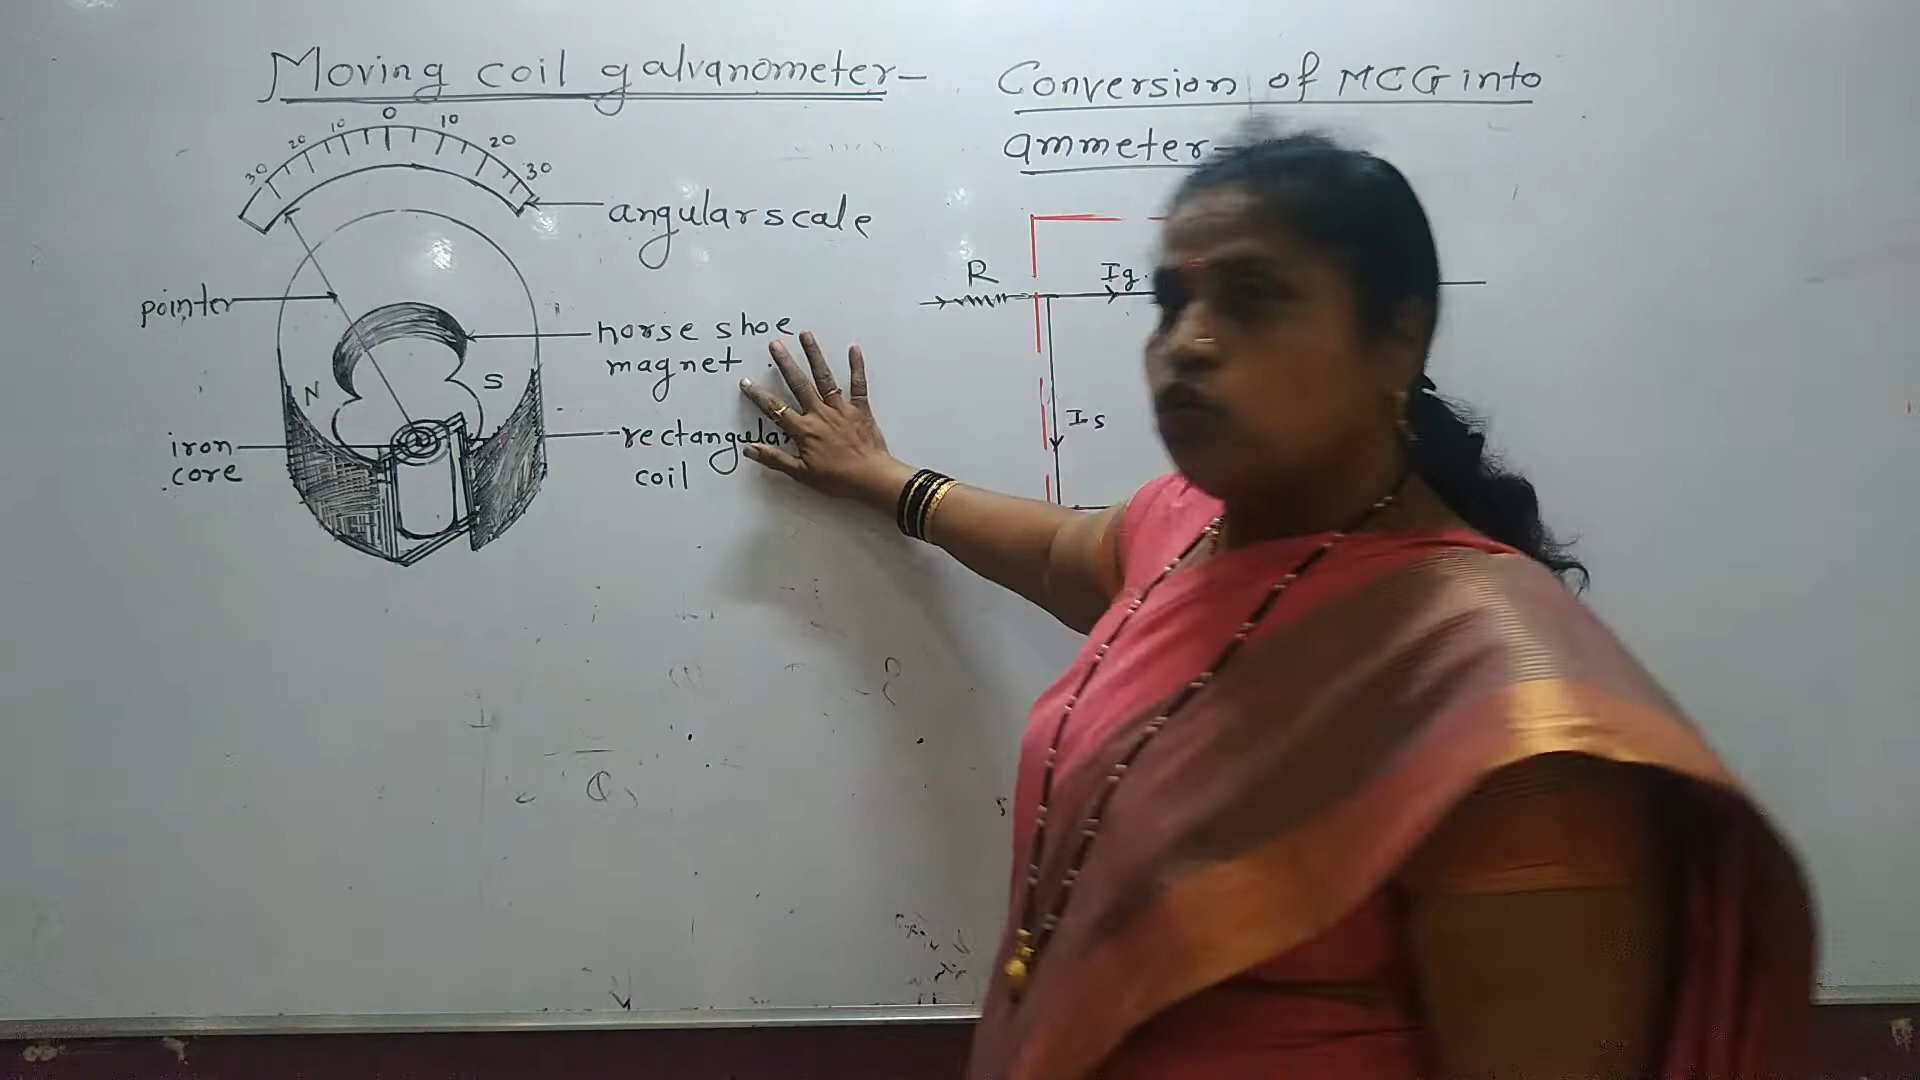 Moving coil galvanometer-
30 20 10 0 10 20 30
angular scale
pointer
horse shoe
magnet
N S
iron
core
rectangular
coil
Conversion of MCG into
ammeter-
R
Ig
Is